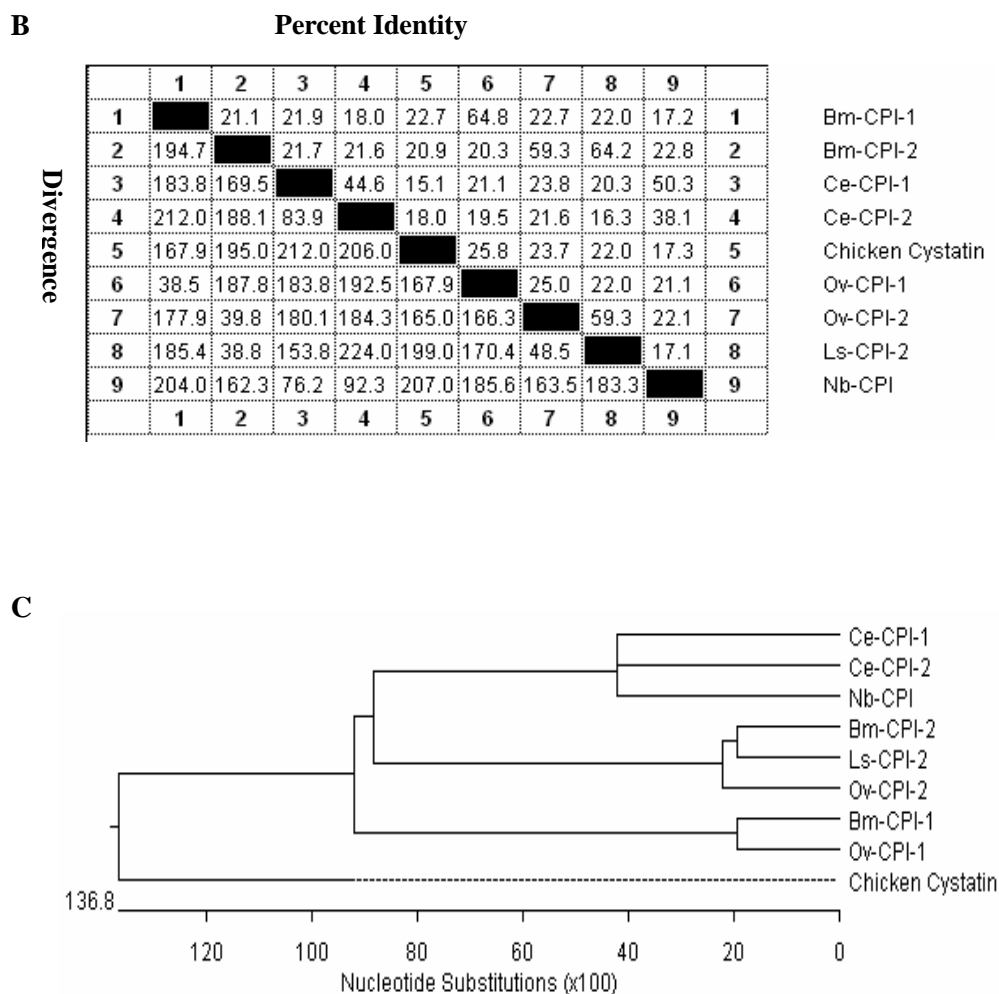 B Percent Identity
1 2 3 4 5 6 7 8 9
1 21.1 21.9 18.0 22.7 64.8 22.7 22.0 17.2 1 Bm-CPI-1
2 194.7 21.7 21.6 20.9 20.3 59.3 64.2 22.8 2 Bm-CPI-2
3 183.8 169.5 44.6 15.1 21.1 23.8 20.3 50.3 3 Ce-CPI-1
4 212.0 188.1 83.9 18.0 19.5 21.6 16.3 38.1 4 Ce-CPI-2
5 167.9 195.0 212.0 206.0 25.8 23.7 22.0 17.3 5 Chicken Cystatin
6 38.5 187.8 183.8 192.5 167.9 25.0 22.0 21.1 6 Ov-CPI-1
7 177.9 39.8 180.1 184.3 165.0 166.3 59.3 22.1 7 Ov-CPI-2
8 185.4 38.8 153.8 224.0 199.0 170.4 48.5 17.1 8 Ls-CPI-2
9 204.0 162.3 76.2 92.3 207.0 185.6 163.5 183.3 9 Nb-CPI
1 2 3 4 5 6 7 8 9
Divergence
C
Ce-CPI-1
Ce-CPI-2
Nb-CPI
Bm-CPI-2
Ls-CPI-2
Ov-CPI-2
Bm-CPI-1
Ov-CPI-1
Chicken Cystatin
136.8
120 100 80 60 40 20 0
Nucleotide Substitutions (x100)